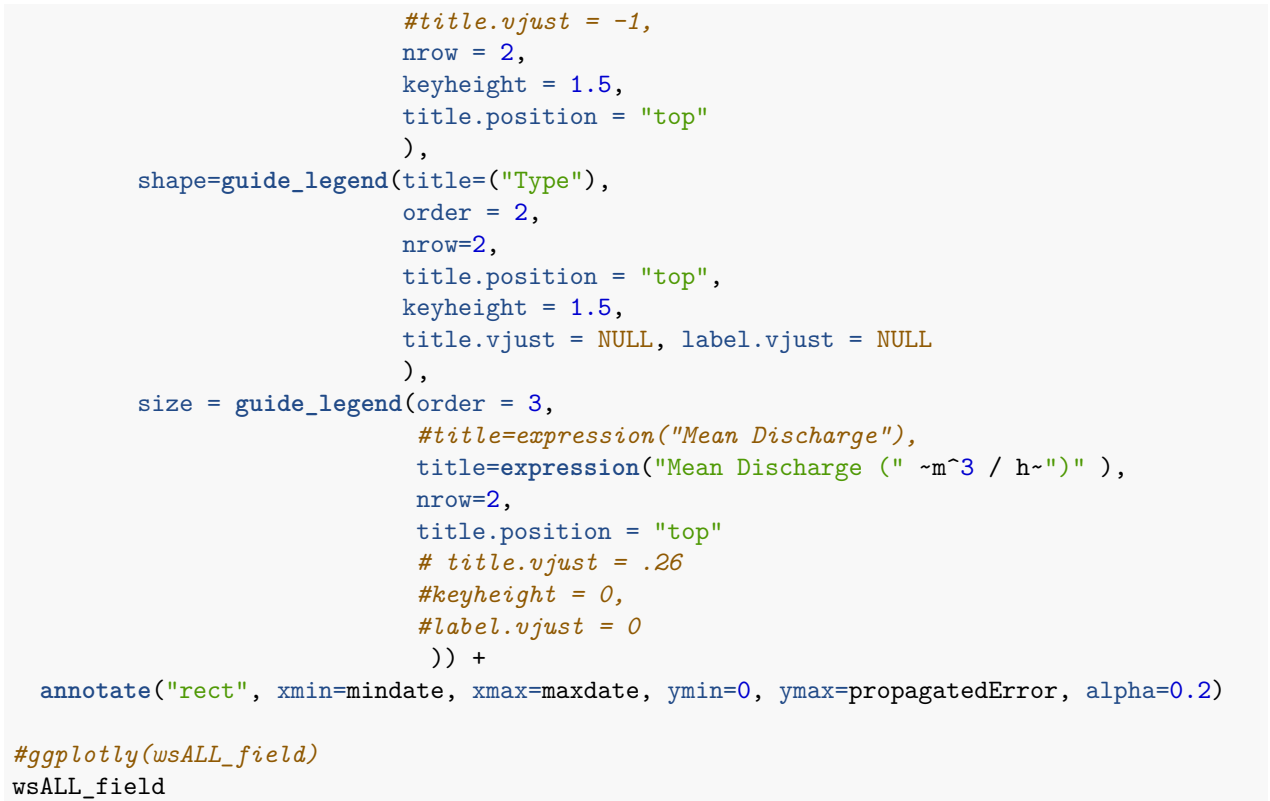 #title.vjust = -1,
nrow = 2,
keyheight = 1.5,
title.position = "top"
),
shape=guide_legend(title=("Type"),
order = 2,
nrow=2,
title.position = "top",
keyheight = 1.5,
title.vjust = NULL, label.vjust = NULL
),
size = guide_legend(order = 3,
#title=expression("Mean Discharge"),
title=expression("Mean Discharge (" ~m^3 / h~")" ),
nrow=2,
title.position = "top"
# title.vjust = .26
#keyheight = 0,
#label.vjust = 0
)) +
annotate("rect", xmin=mindate, xmax=maxdate, ymin=0, ymax=propagatedError, alpha=0.2)
#ggplotly(wsALL_field)
wsALL_field